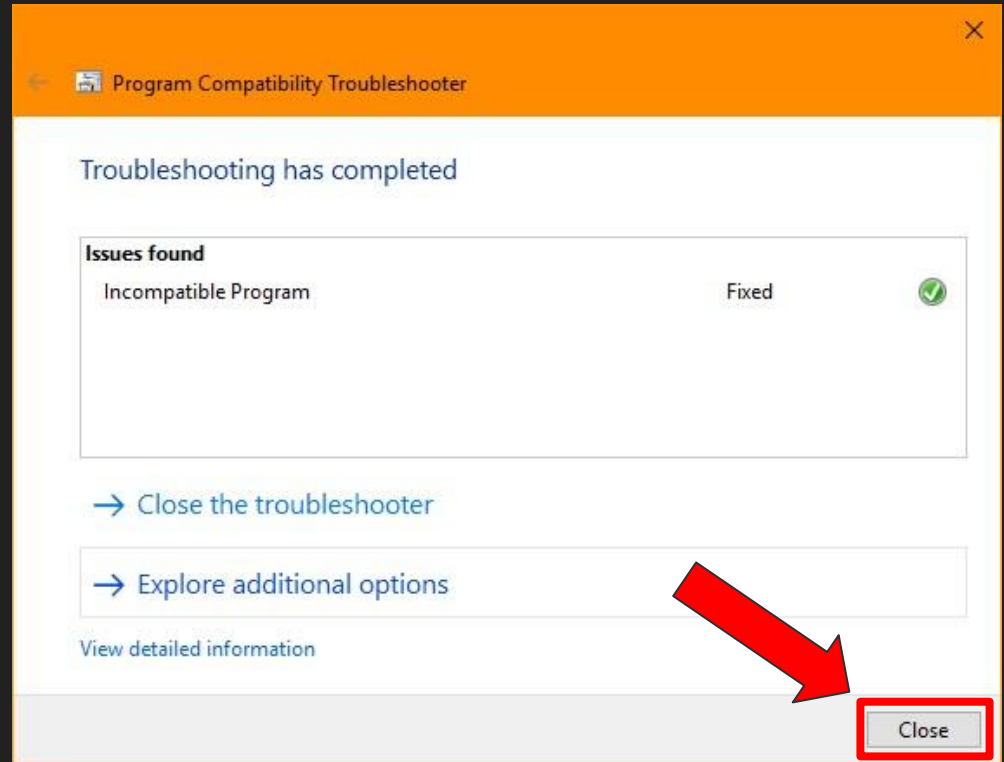 Program Compatibility Troubleshooter
Troubleshooting has completed
Issues found
Incompatible Program Fixed
Close the troubleshooter
Explore additional options
View detailed information
Close